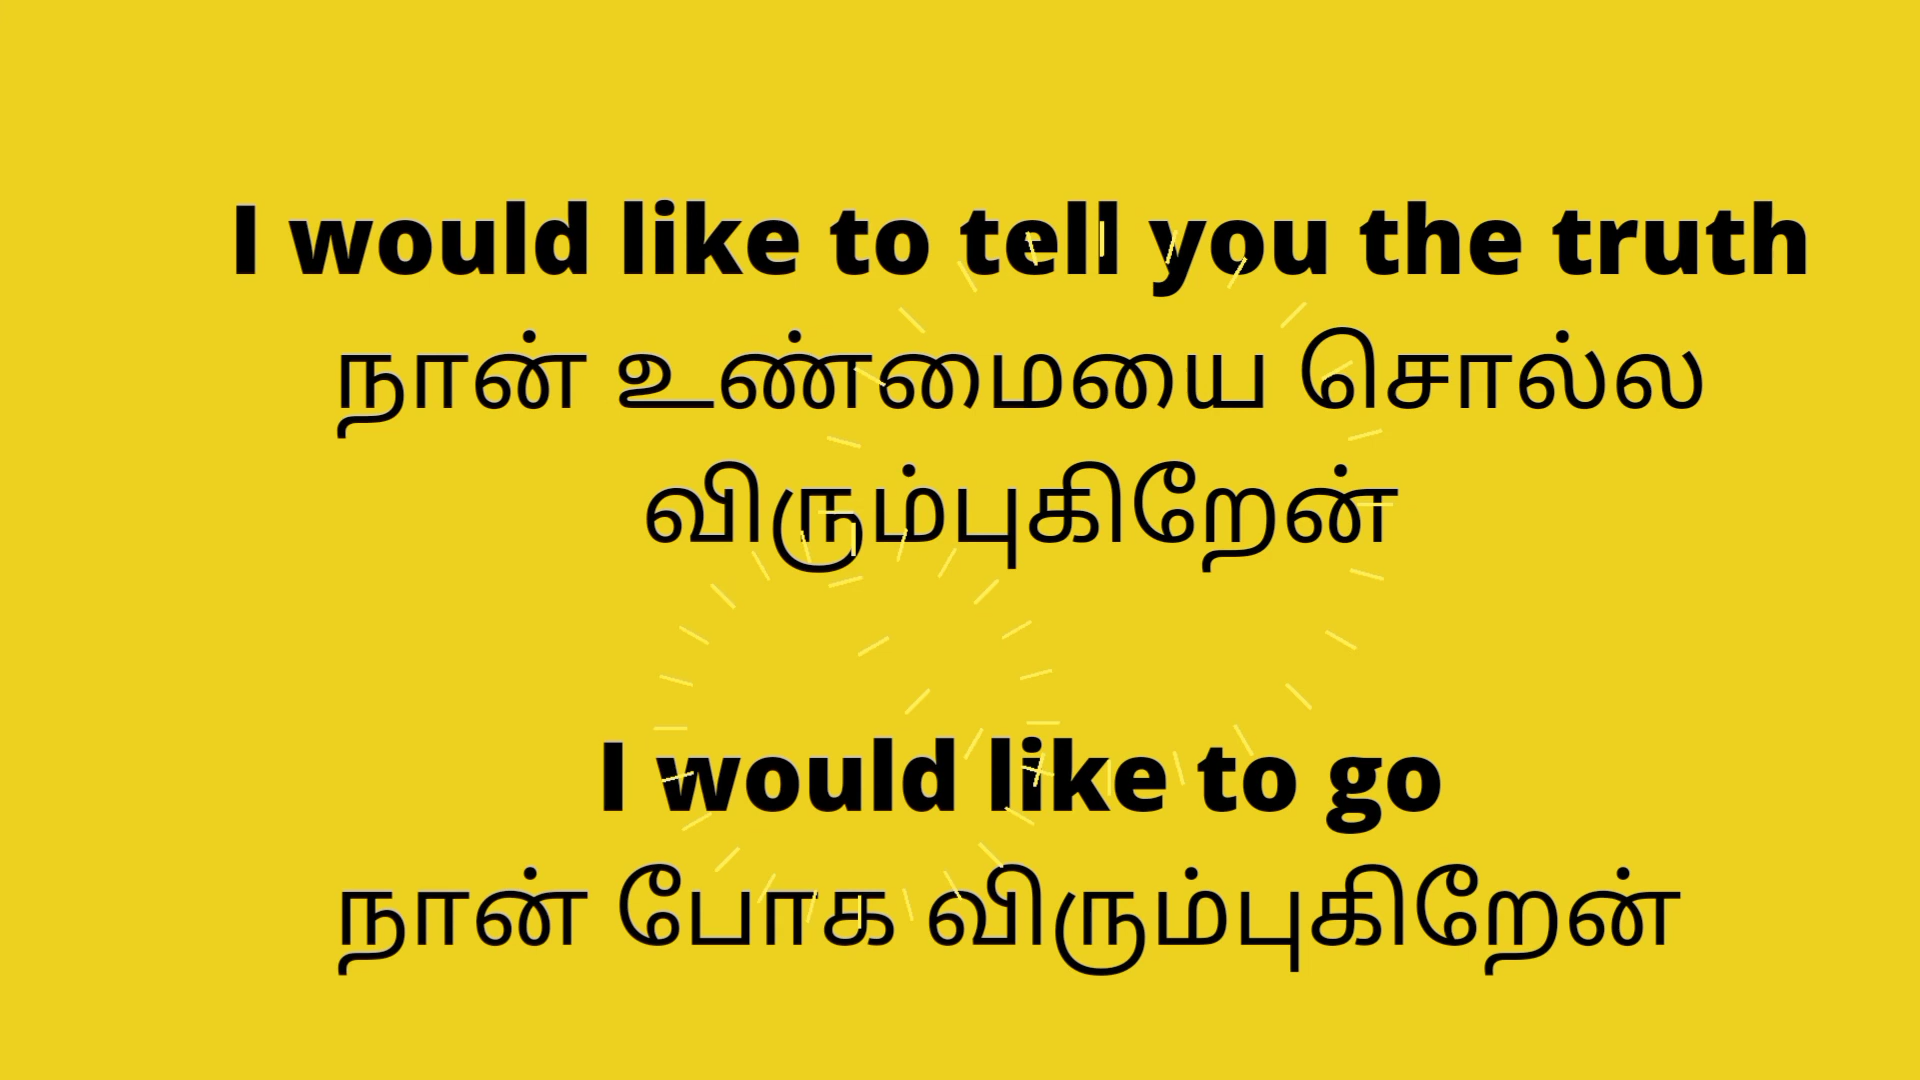 I would like to tell you the truth
நான் உண்மையை சொல்ல
விரும்புகிறேன்
I would like to go
நான் போக விரும்புகிறேன்